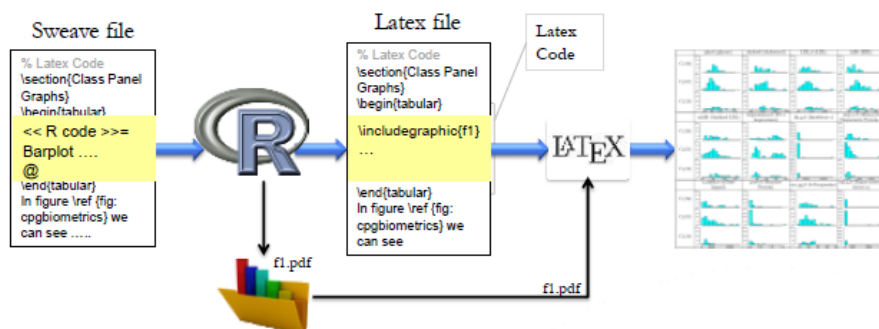 Sweave file
% Latex Code
\section{Class Panel
Graphs}
\begin{tabular}
<< R code >>=
Barplot ....
@
\end{tabular}
In figure \ref {fig:
cpgbiometrics} we
can see .....
R
f1.pdf
Latex file
% Latex Code
\section{Class Panel
Graphs}
\begin{tabular}
\includegraphic{f1}
...
\end{tabular}
In figure \ref {fig:
cpgbiometrics} we
can see
Latex
Code
LATEX
f1.pdf